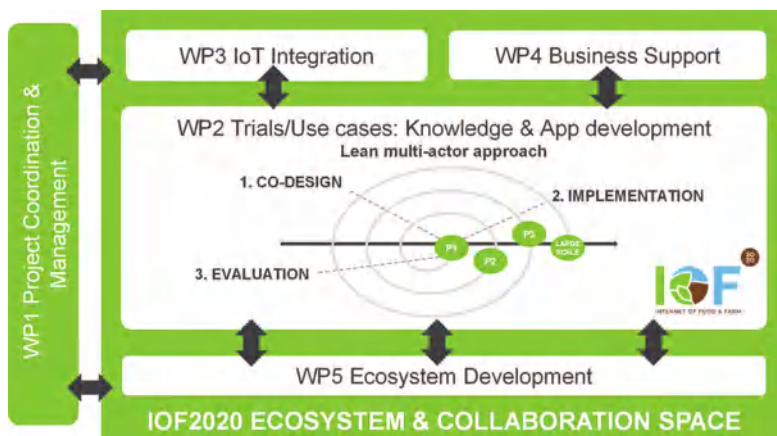 WP1 Project Coordination &
Management
WP3 IoT Integration
WP4 Business Support
WP2 Trials/Use cases: Knowledge & App development
Lean multi-actor approach
1. CO-DESIGN
2. IMPLEMENTATION
P1
P2
P3
LARGE
SCALE
3. EVALUATION
20
20
IOF
INTERNET OF FOOD & FARM
WP5 Ecosystem Development
IOF2020 ECOSYSTEM & COLLABORATION SPACE